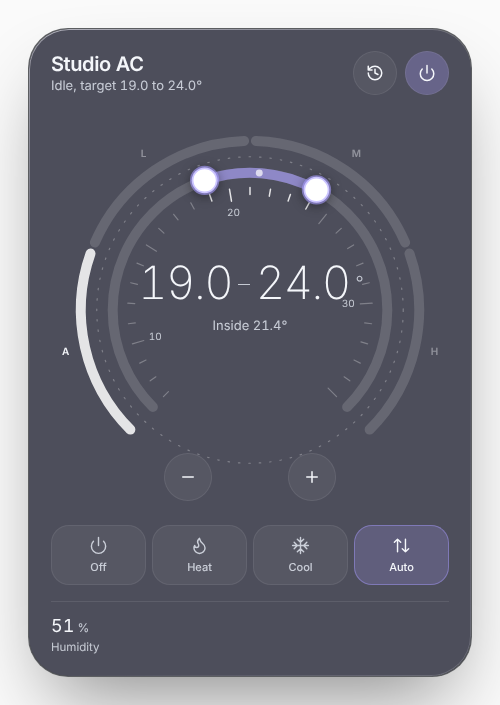 Studio AC
Idle, target 19.0 to 24.0°
L
M
20
19.0–24.0°
30
Inside 21.4°
10
A
H
−
+
Off
Heat
Cool
Auto
51 %
Humidity